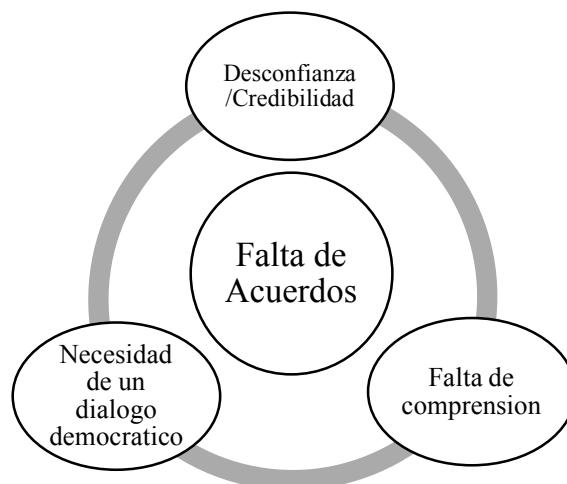 Desconfianza
/Credibilidad
Falta de
Acuerdos
Necesidad
de un
dialogo
democratico
Falta de
comprension